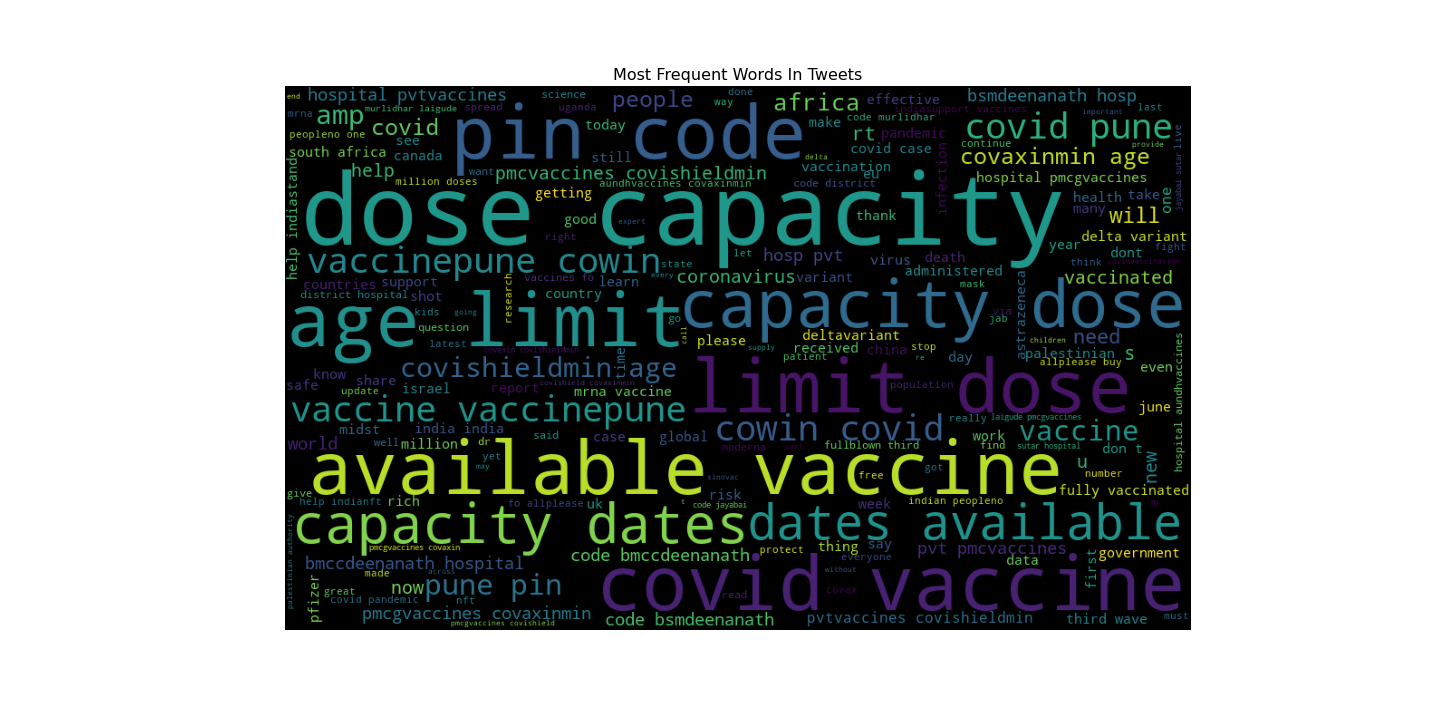 Most Frequent Words In Tweets
end
hospital pvtvaccines
science
done
people
africa
effective
bsmdeenanath hosp
mrna
murlidhar laigude
spread
uganda
way
indiasupport vaccines
last
amp
pin code
code murlidhar
important
peopleno one
covid
today
make
rt
pandemic
covid pune
see
continue
provide
live
south africa
canada
still
delta
covid case
covaxinmin age
help
want
vaccination
pmcvaccines covishieldmin
eu
hospital pmcgvaccines
million doses
aundhvaccines covaxinmin
code district
infection
jayabai sutar
help indiastands
getting
health
take
one
dose capacity
good
expert
thank
many
will
right
year
delta variant
vaccinepune cowin
state
let
hosp pvt
virus
death
dont
fight
every
think
covidvaccination
countries
support
research
vaccines fo
learn
coronavirus
variant
administered
vaccinated
mask
district hospital
shot
country
capacity dose
kids
going
age limit
go
via
question
jab
call
deltavariant
astrazeneca
need
latest
please
received
china
stop
children
covaxin covishield
supply
patient
re
day
palestinian
s
time
allplease buy
even
know
share
covishieldmin age
hospital aundhvaccines
safe
update
israel
report
covishield covaxinmin
mrna vaccine
limit dose
population
vaccine vaccinepune
june
midst
india india
cowin covid
really
laigude pmcgvaccines
vaccine
world
well
million
dr
said
case
global
moderna
cant
fullblown third
work
find
sutar hospital
don t
yet
may
available vaccine
got
u
new
free
number
sinovac
give
help indianft
rich
fo allplease
uk
t
code jayabai
risk
week
indian peopleno
fully vaccinated
capacity dates
dates available
palestinian authority
pmcgvaccines covaxin
code bmccdeenanath
protect
thing
say
pvt pmcvaccines
government
everyone
data
first
bmccdeenanath hospital
across
covid vaccine
without
made
pfizer
great
now
pune pin
covid pandemic
nft
read
covax
pmcgvaccines covaxinmin
pmcgvaccines covishield
code bsmdeenanath
pvtvaccines covishieldmin
third wave
must